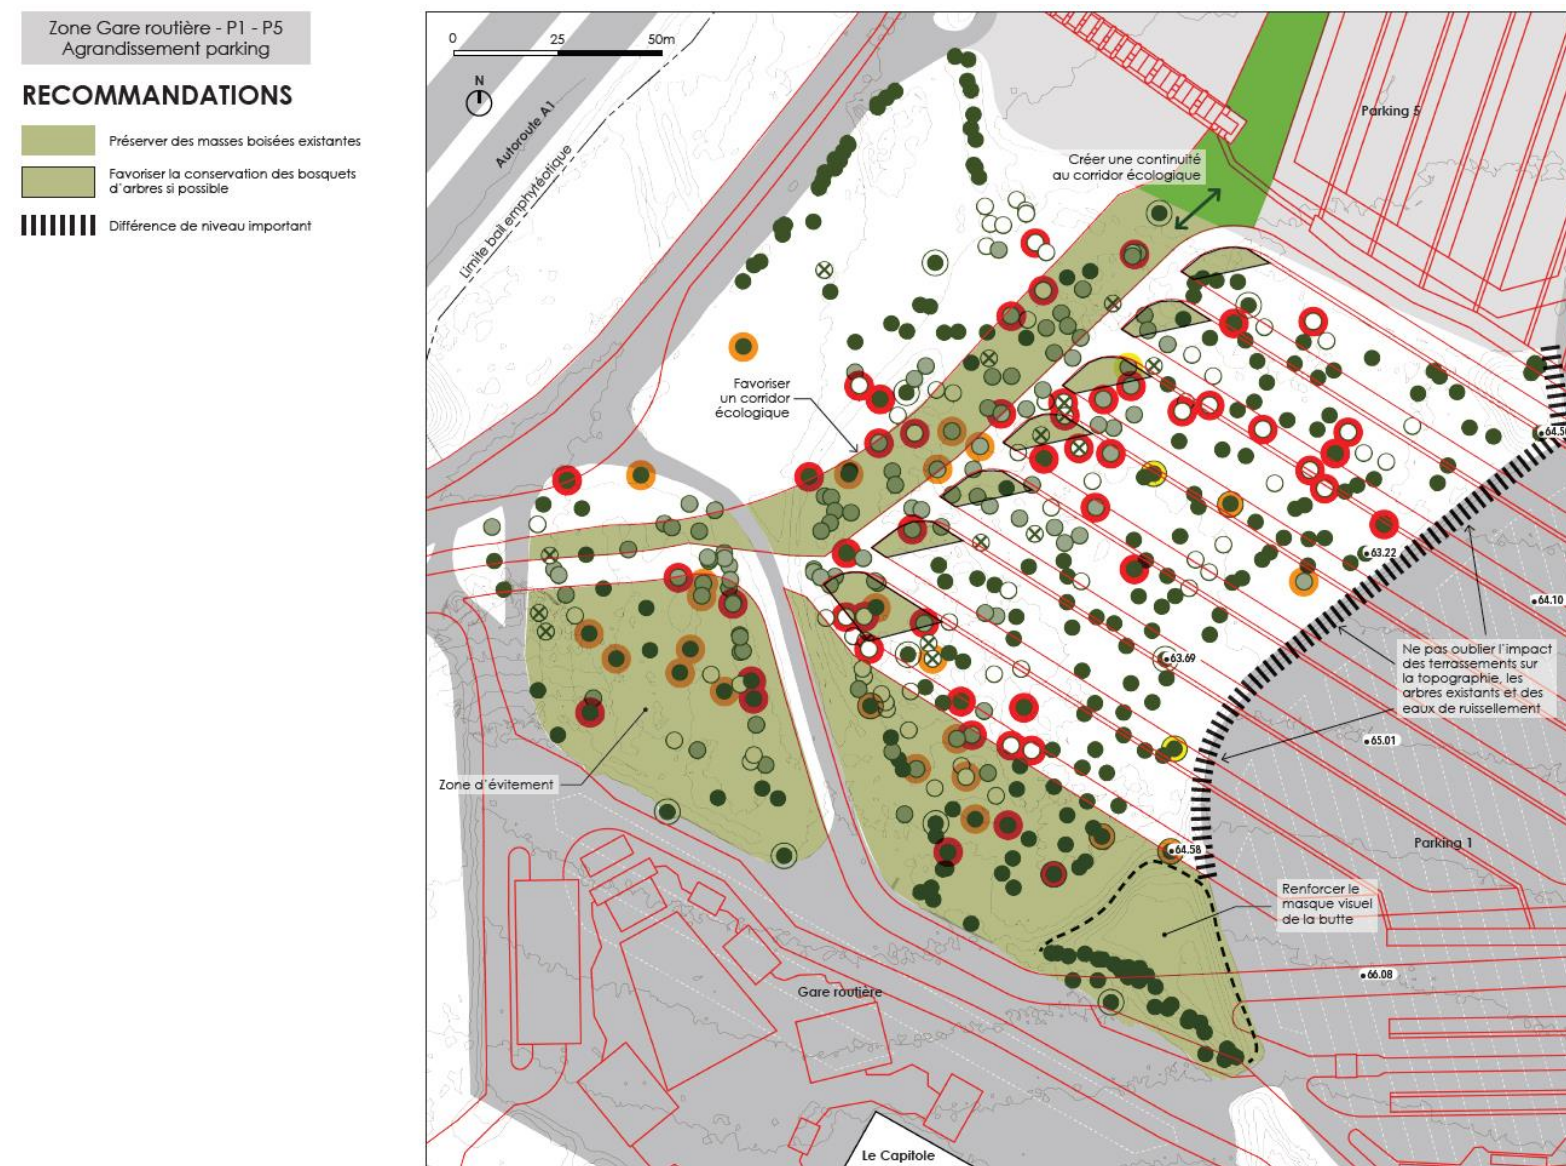 Zone Gare routière - P1 - P5
Agrandissement parking
RECOMMANDATIONS
Préserver des masses boisées existantes
Favoriser la conservation des bosquets
d'arbres si possible
Différence de niveau important
0
25
50m
N
Autoroute A1
Limite bail emphytéotique
Parking 5
Créer une continuité
au corridor écologique
Favoriser
un corridor
écologique
63.22
64.10
63.69
Ne pas oublier l'impact
des terrassements sur
la topographie, les
arbres existants et des
eaux de ruissellement
65.01
Zone d'évitement
64.58
Parking 1
Renforcer le
masque visuel
de la butte
66.08
Gare routière
Le Capitole